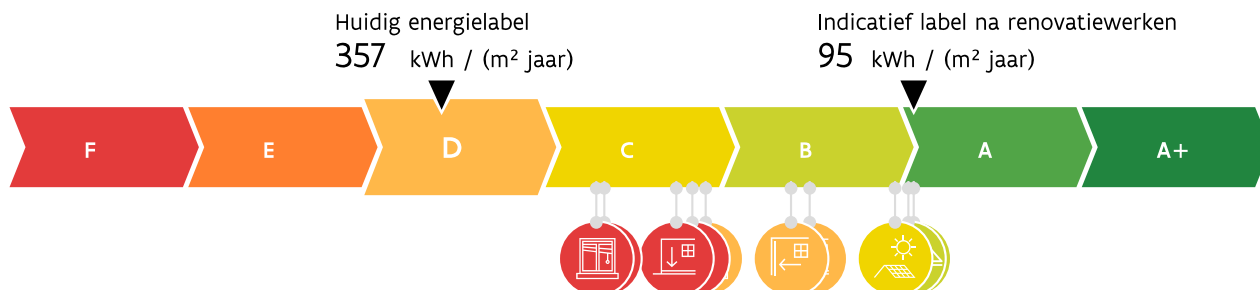 Huidig energielabel
357 kWh / (m² jaar)
Indicatief label na renovatiewerken
95 kWh / (m² jaar)
F E D C B A A+